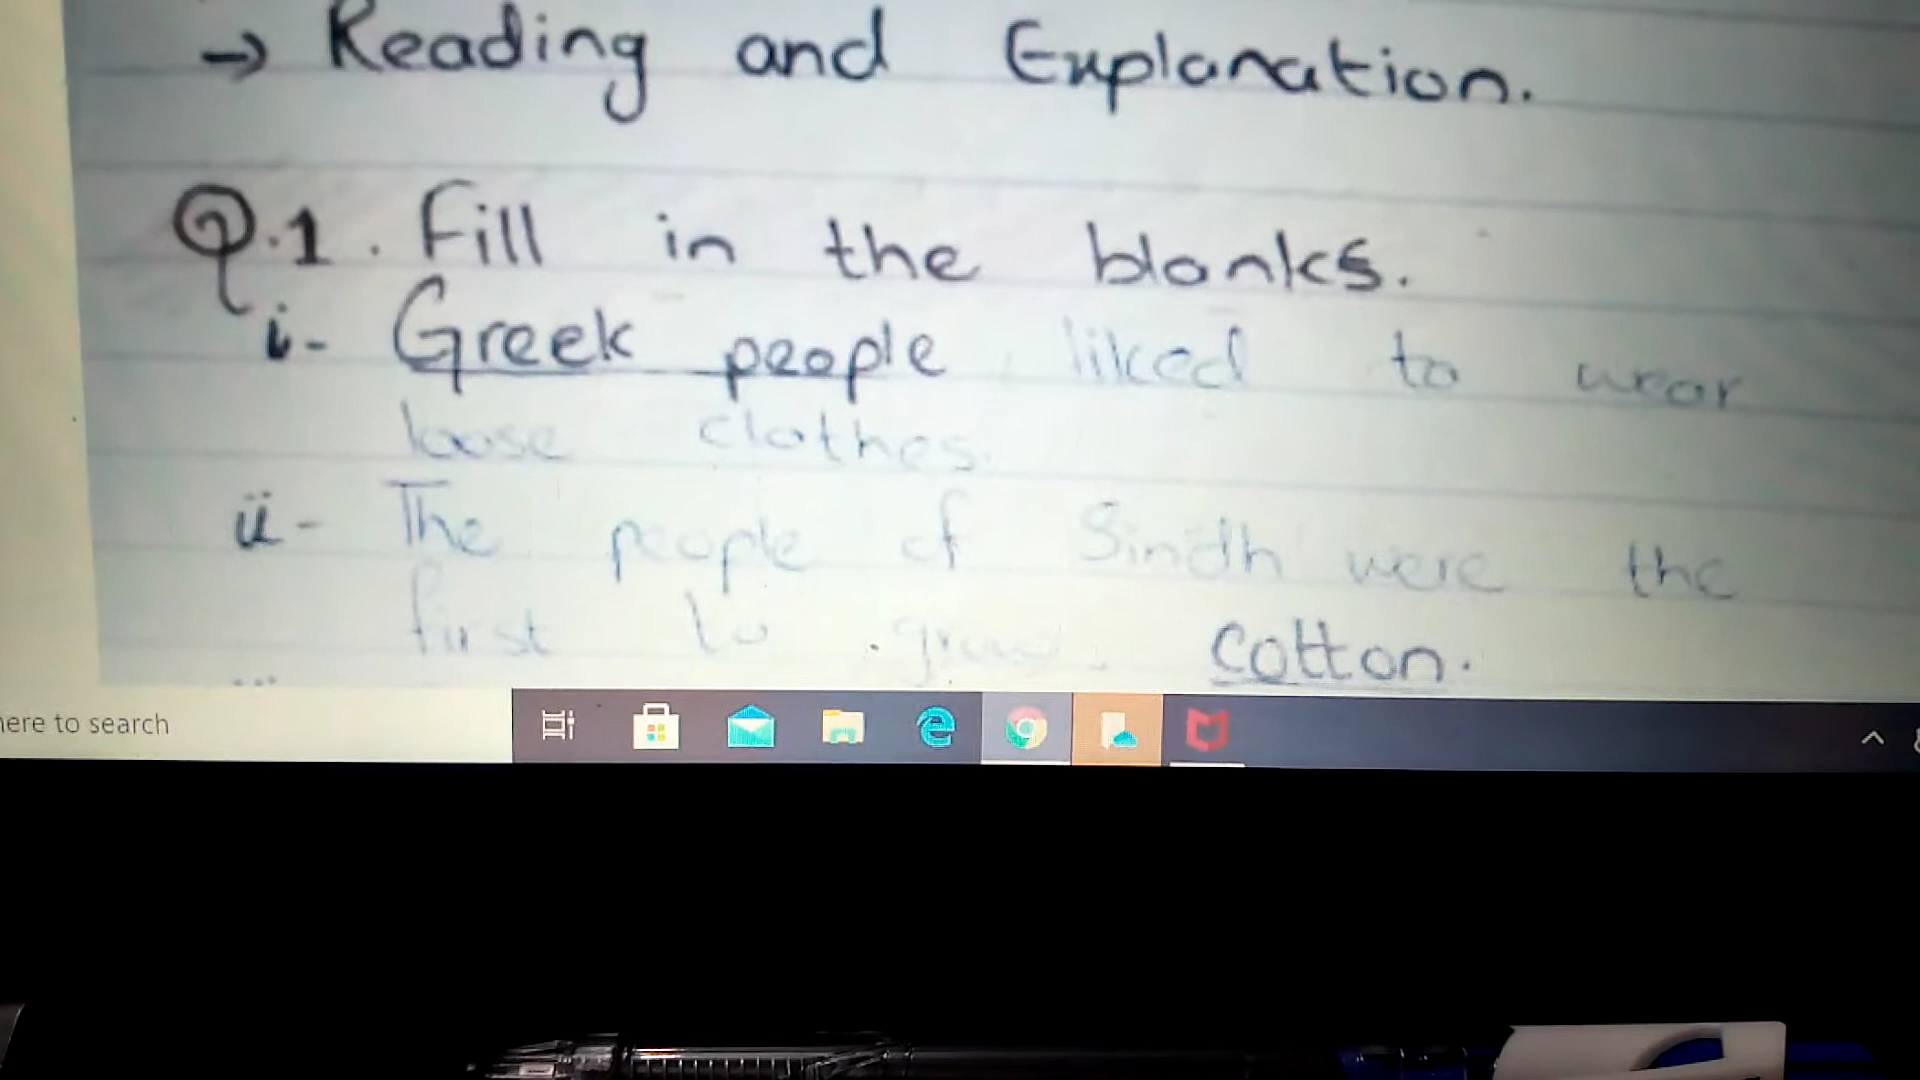 → Reading and Explanation.
Q.1. Fill in the blanks.
i- Greek people liked to wear
loose clothes.
ii- The people of Sindh were the
first to grow cotton.
here to search